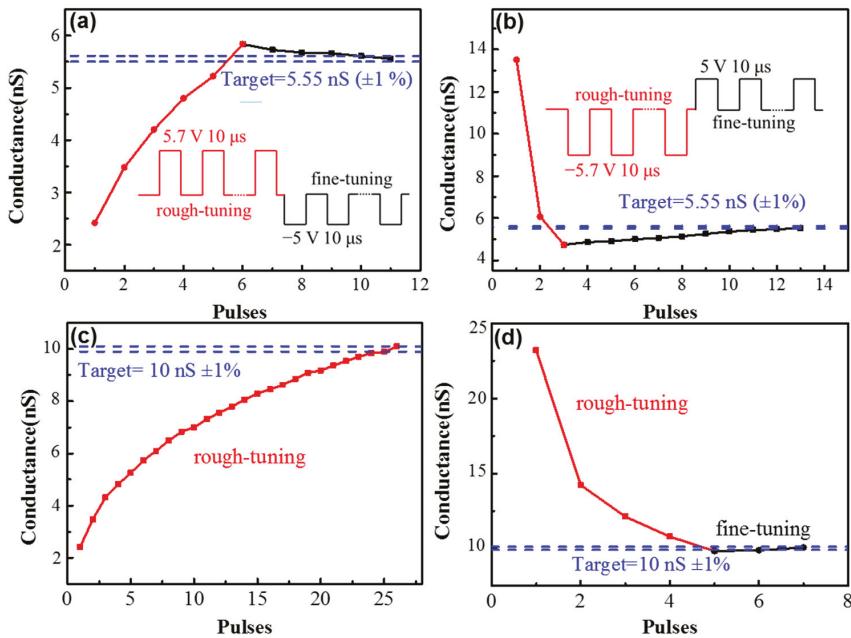 (a)
Conductance(nS)
6
5
4
3
2
Target=5.55 nS (±1 %)
5.7 V 10 μs
rough-tuning
fine-tuning
−5 V 10 μs
0 2 4 6 8 10 12
Pulses
(b)
Conductance(nS)
14
12
10
8
6
4
5 V 10 μs
rough-tuning
fine-tuning
−5.7 V 10 μs
Target=5.55 nS (±1%)
0 2 4 6 8 10 12 14
Pulses
(c)
Conductance(nS)
10
8
6
4
2
Target= 10 nS ±1%
rough-tuning
0 5 10 15 20 25
Pulses
(d)
Conductance(nS)
25
20
15
10
rough-tuning
fine-tuning
Target=10 nS ±1%
0 2 4 6 8
Pulses